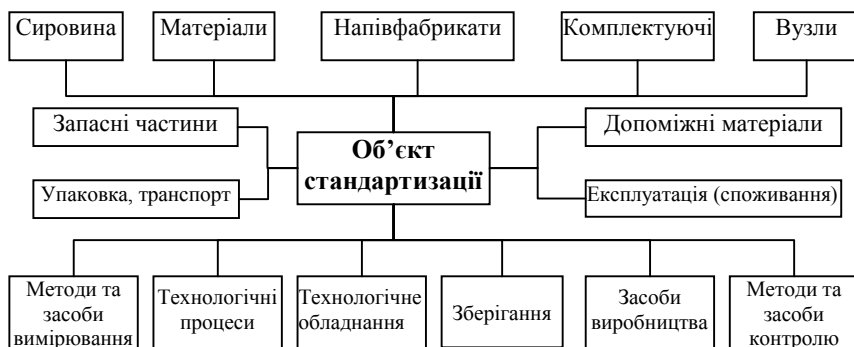 Сировина
Матеріали
Напівфабрикати
Комплектуючі
Вузли
Запасні частини
Об’єкт
стандартизації
Допоміжні матеріали
Упаковка, транспорт
Експлуатація (споживання)
Методи та
засоби
вимірювання
Технологічні
процеси
Технологічне
обладнання
Зберігання
Засоби
виробництва
Методи та
засоби
контролю